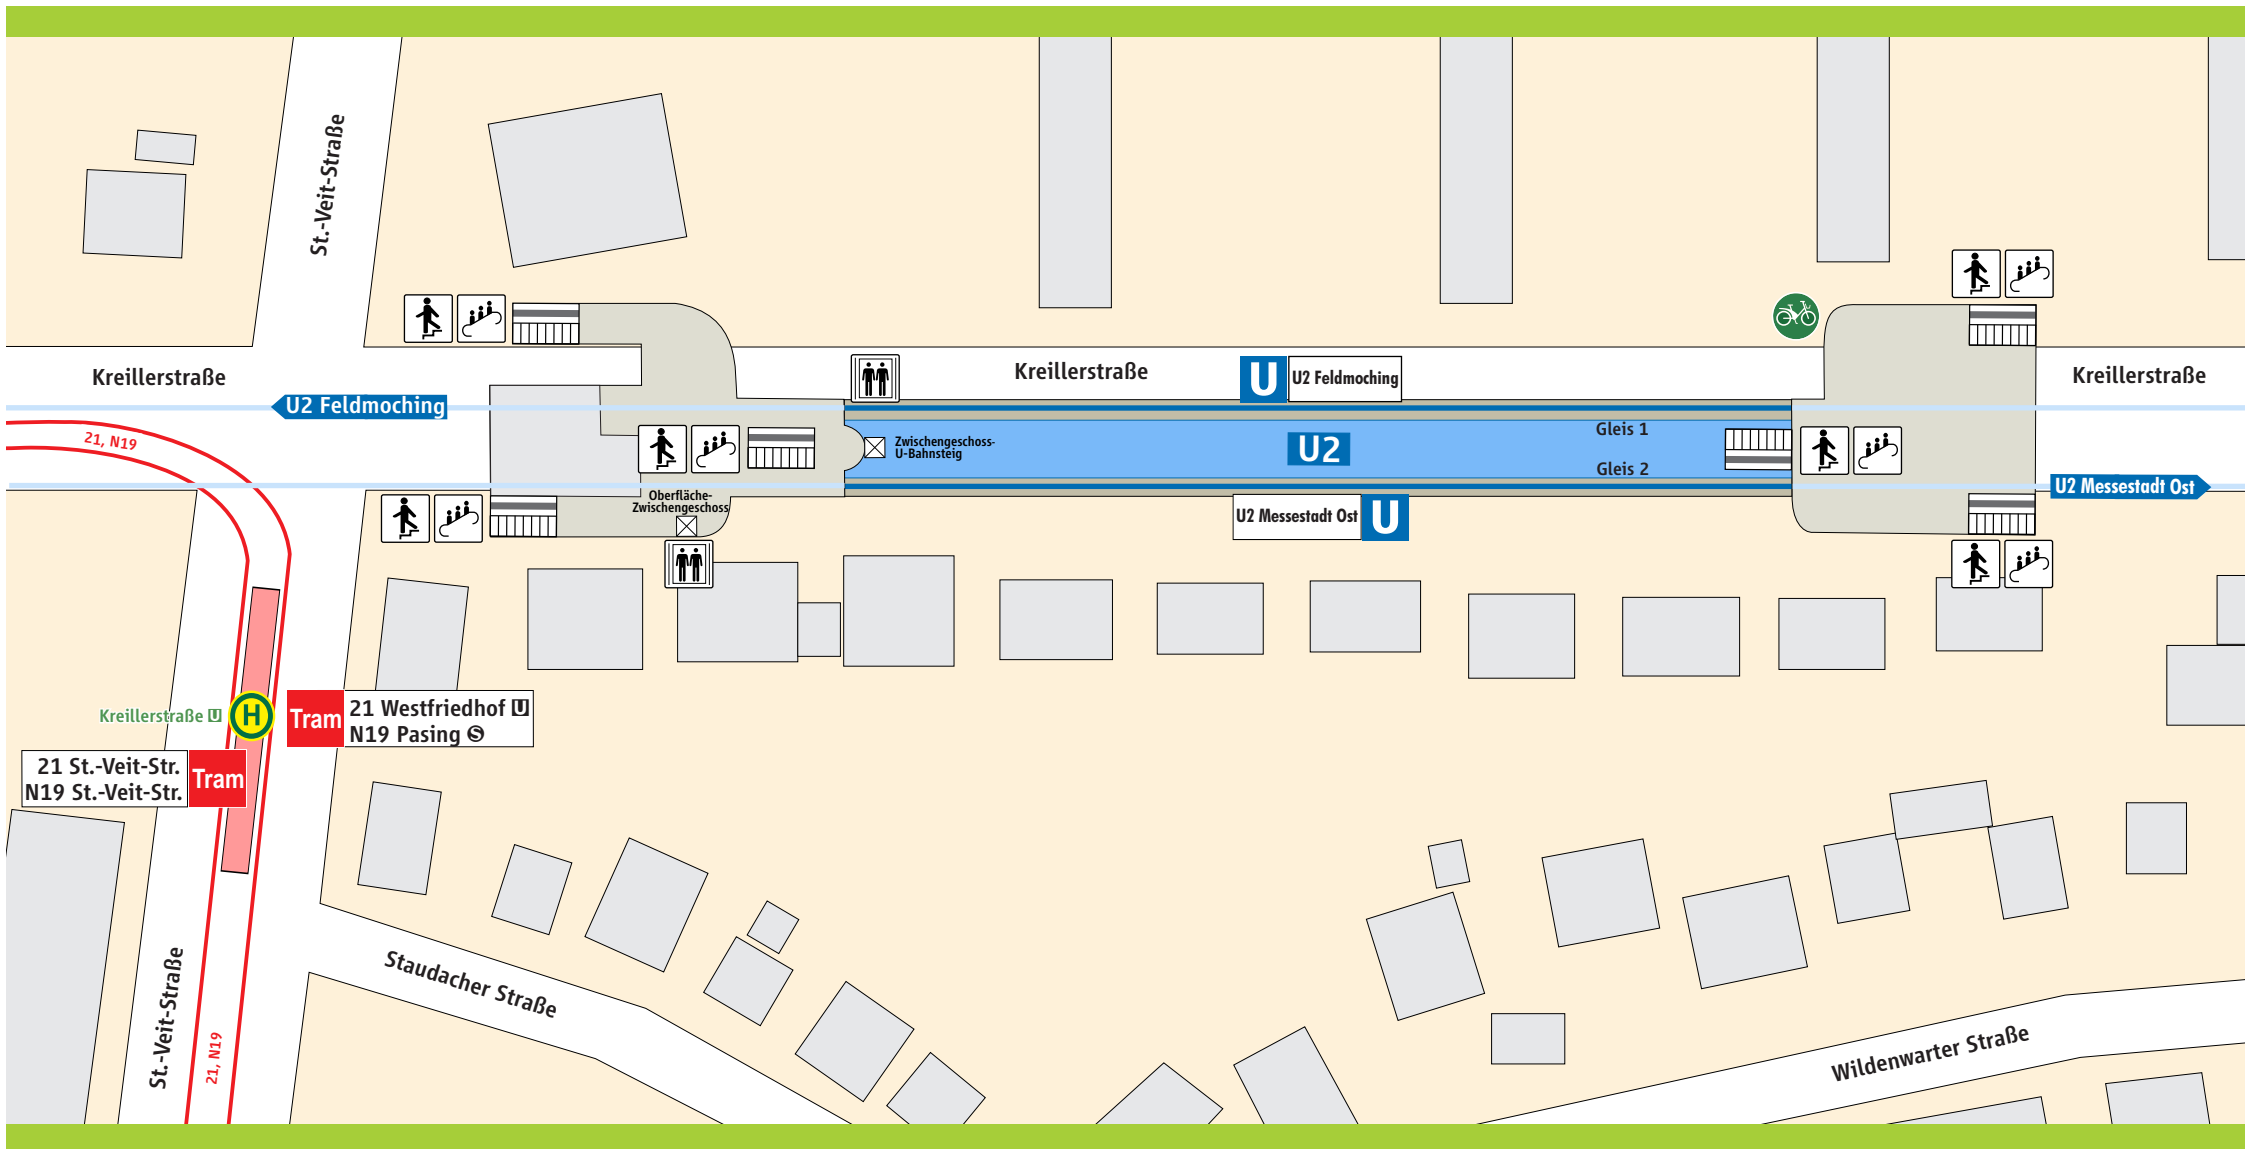 St.-Veit-Straße
Kreillerstraße
Kreillerstraße
Kreillerstraße
U2 Feldmoching
U
U2 Feldmoching
21, N19
Zwischengeschoss-
U-Bahnsteig
U2
Gleis 1
Gleis 2
Oberfläche-
Zwischengeschoss
U2 Messestadt Ost
U
U2 Messestadt Ost
Kreillerstraße U
H
Tram
21 Westfriedhof U
N19 Pasing S
21 St.-Veit-Str.
N19 St.-Veit-Str.
Tram
St.-Veit-Straße
21, N19
Staudacher Straße
Wildenwarter Straße